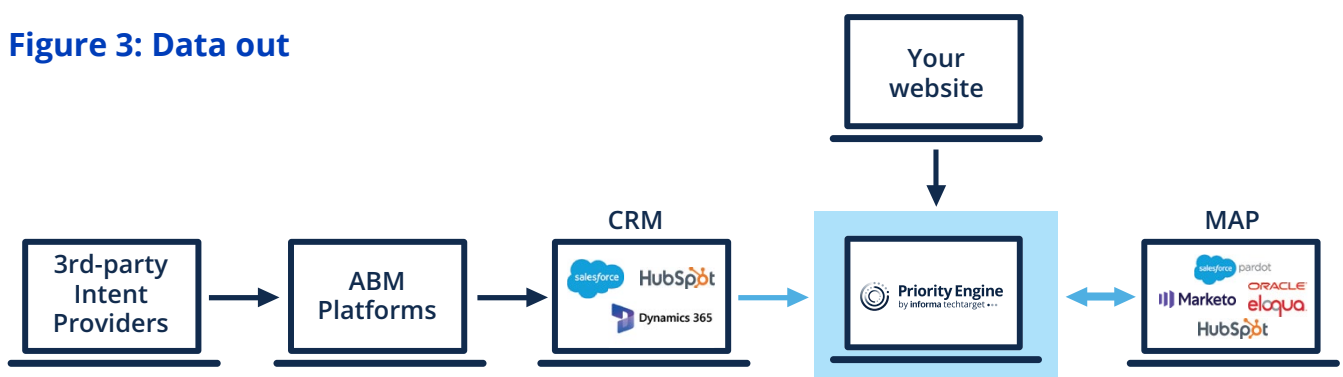 Figure 3: Data out
Your
website
CRM
MAP
3rd-party
Intent
Providers
ABM
Platforms
salesforce
HubSpot
Dynamics 365
Priority Engine
by informa techtarget
salesforce pardot
Marketo
ORACLE
eloqua
HubSpot